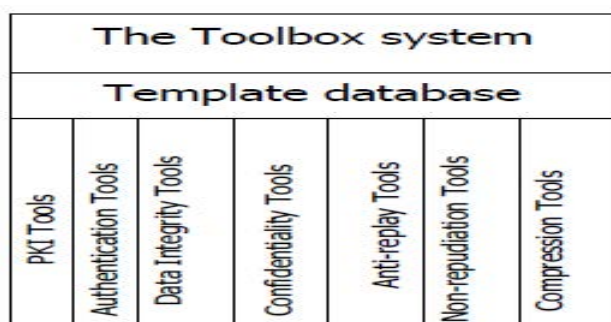 The Toolbox system
Template database
PKI Tools
Authentication Tools
Data Integrity Tools
Confidentiality Tools
Anti-replay Tools
Non-repudiation Tools
Compression Tools